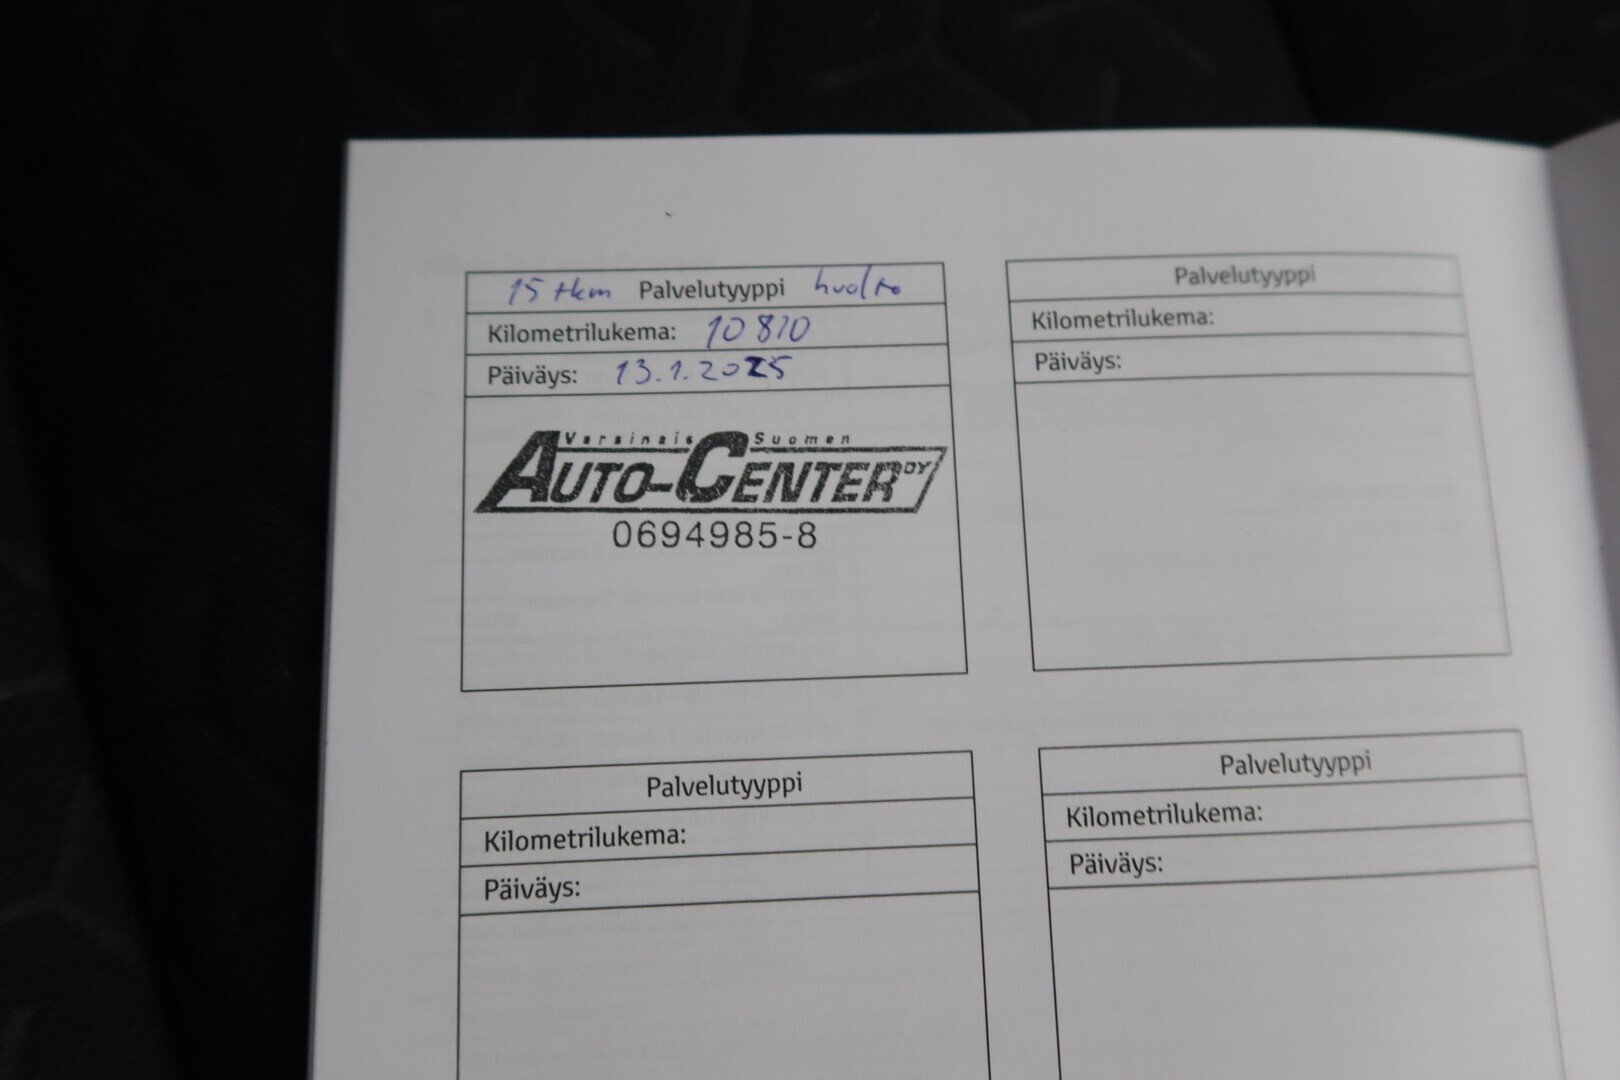 15 tkm Palvelutyyppi huolto
Kilometrilukema: 10 810
Päiväys: 13.1.2025
Varsinais Suomen
AUTO-CENTER OY
0694985-8
Palvelutyyppi
Kilometrilukema:
Päiväys:
Palvelutyyppi
Kilometrilukema:
Päiväys:
Palvelutyyppi
Kilometrilukema:
Päiväys: